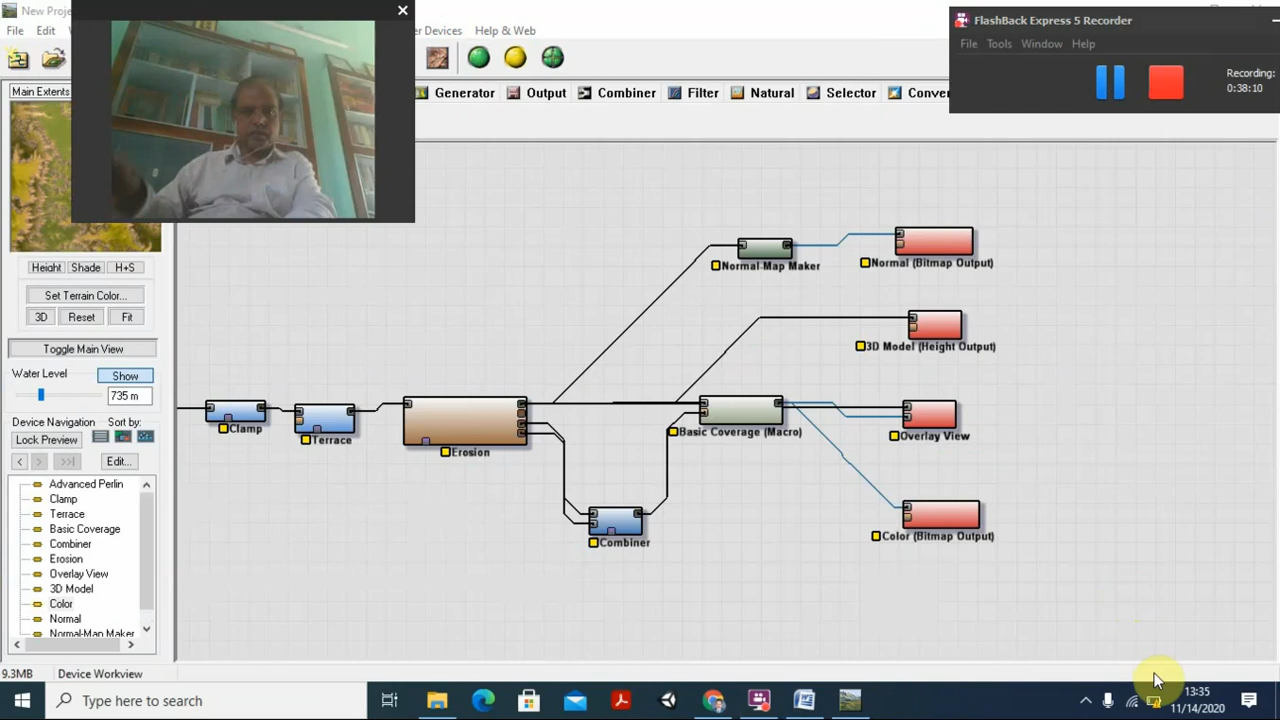 New Proj
FlashBack Express 5 Recorder
File Edit
er Devices Help & Web
File Tools Window Help
Recording:
0:38:10
Main Extents
Generator Output Combiner Filter Natural Selector Conver
Height Shade H+S
Set Terrain Color...
3D Reset Fit
Toggle Main View
Water Level Show
735 m
Device Navigation Sort by:
Lock Preview
< > >>| Edit...
Advanced Perlin
Clamp
Terrace
Basic Coverage
Combiner
Erosion
Overlay View
3D Model
Color
Normal
Normal-Map Maker
Normal-Map Maker
Normal (Bitmap Output)
3D Model (Height Output)
Clamp
Terrace
Erosion
Basic Coverage (Macro)
Overlay View
Combiner
Color (Bitmap Output)
9.3MB Device Workview
Type here to search
13:35
11/14/2020